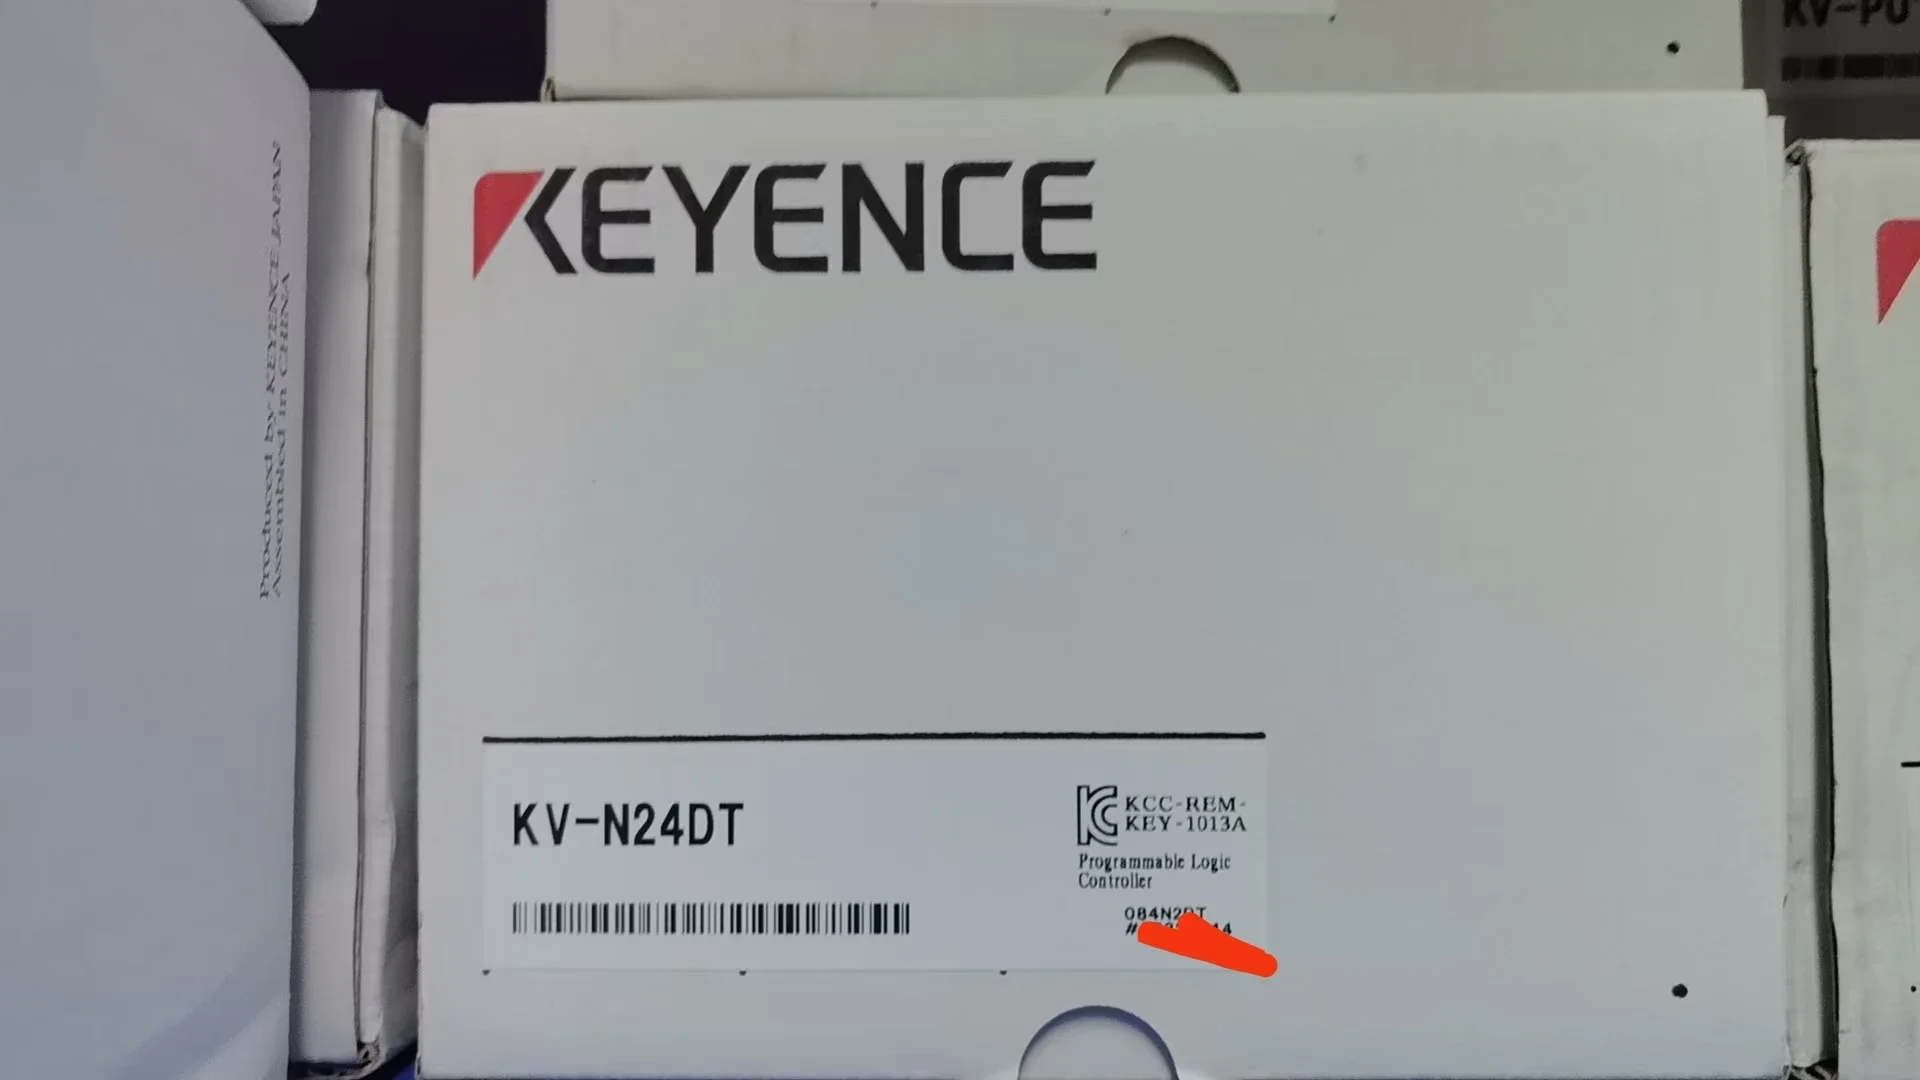 KEYENCE
KV-N24DT
KCC-REM-
KEY-1013A
Programmable Logic
Controller
Produced by KEYENCE JAPAN
Assembled in CHINA